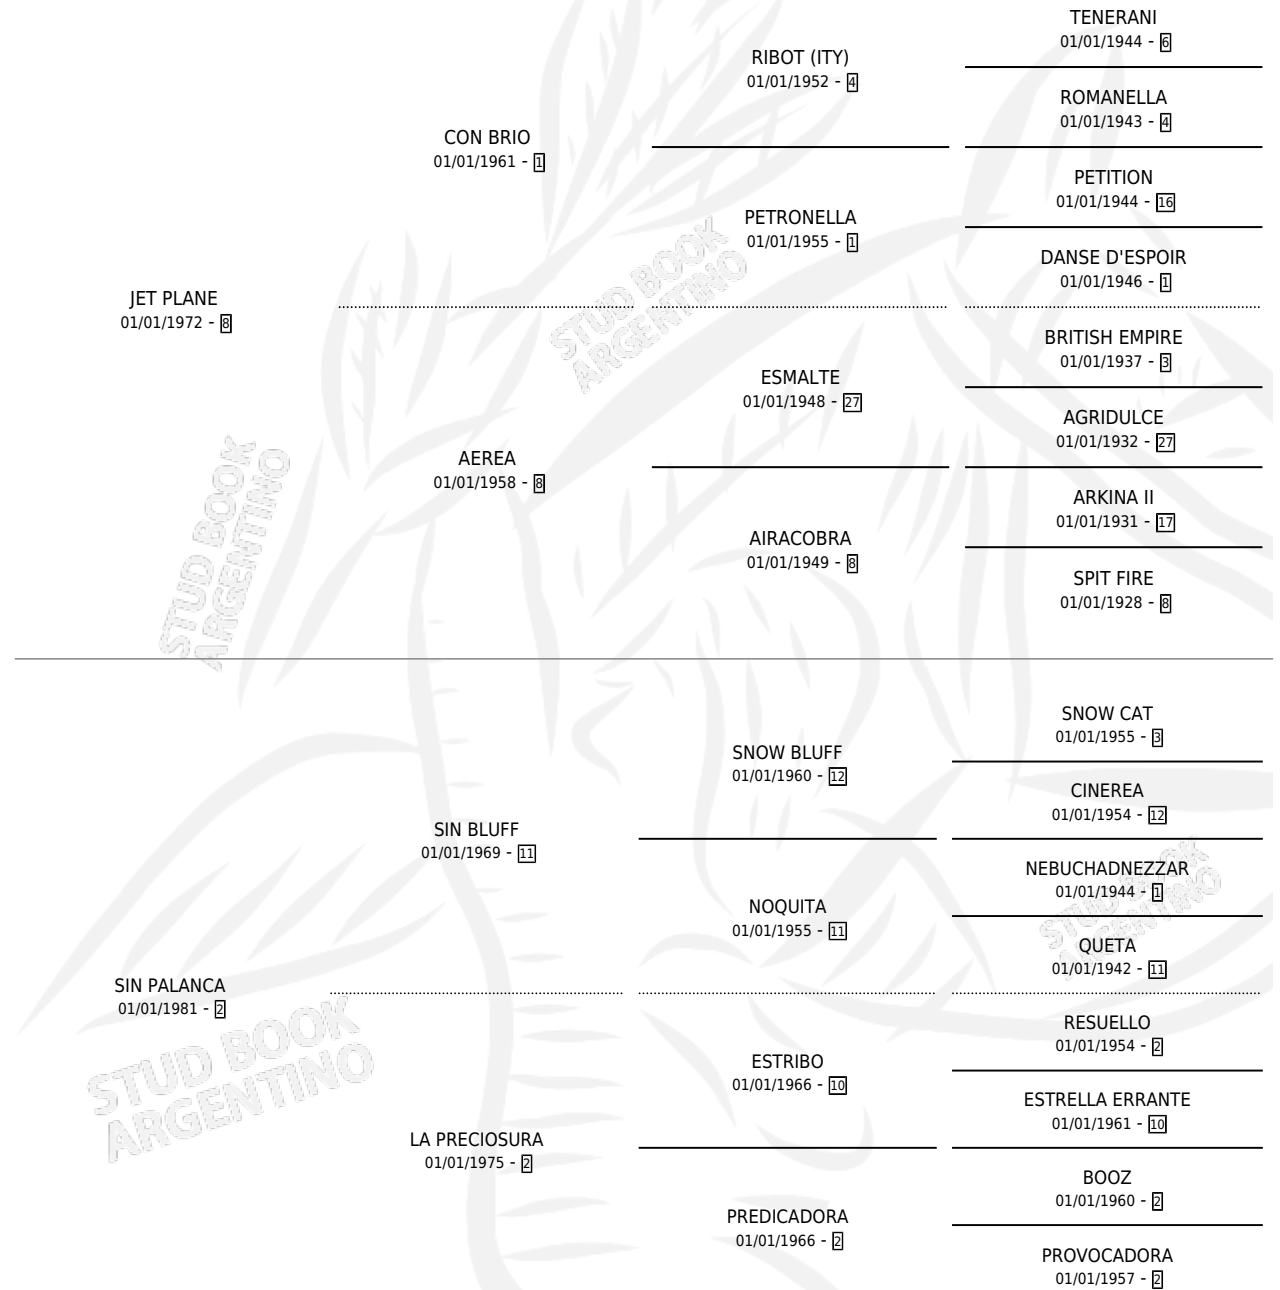 TENERANI
01/01/1944 - 6
RIBOT (ITY)
01/01/1952 - 4
ROMANELLA
01/01/1943 - 4
CON BRIO
01/01/1961 - 1
PETITION
01/01/1944 - 16
PETRONELLA
01/01/1955 - 1
DANSE D'ESPOIR
01/01/1946 - 1
JET PLANE
01/01/1972 - 8
BRITISH EMPIRE
01/01/1937 - 3
ESMALTE
01/01/1948 - 27
AGRIDULCE
01/01/1932 - 27
AEREA
01/01/1958 - 8
ARKINA II
01/01/1931 - 17
AIRACOBRA
01/01/1949 - 8
SPIT FIRE
01/01/1928 - 8
SNOW CAT
01/01/1955 - 3
SNOW BLUFF
01/01/1960 - 12
CINEREA
01/01/1954 - 12
SIN BLUFF
01/01/1969 - 11
NEBUCHADNEZZAR
01/01/1944 - 1
NOQUITA
01/01/1955 - 11
QUETA
01/01/1942 - 11
SIN PALANCA
01/01/1981 - 2
RESUELLO
01/01/1954 - 2
ESTRIBO
01/01/1966 - 10
ESTRELLA ERRANTE
01/01/1961 - 10
LA PRECIOSURA
01/01/1975 - 2
BOOZ
01/01/1960 - 2
PREDICADORA
01/01/1966 - 2
PROVOCADORA
01/01/1957 - 2
STUD BOOK
ARGENTINO
STUD BOOK
ARGENTINO
STUD BOOK
ARGENTINO
STUD BOOK
ARGENTINO